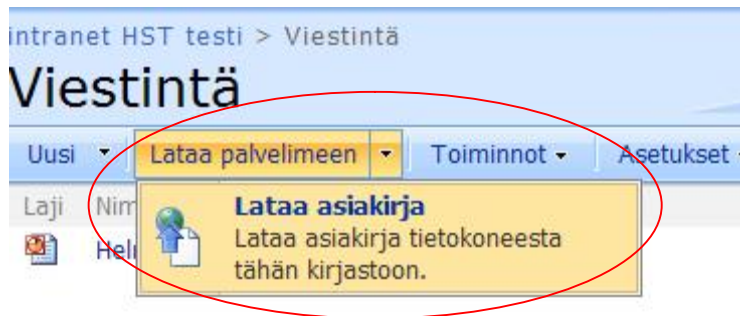 intranet HST testi > Viestintä
Viestintä
Uusi Lataa palvelimeen Toiminnot Asetukset
Laji
Lataa asiakirja
Lataa asiakirja tietokoneesta
tähän kirjastoon.